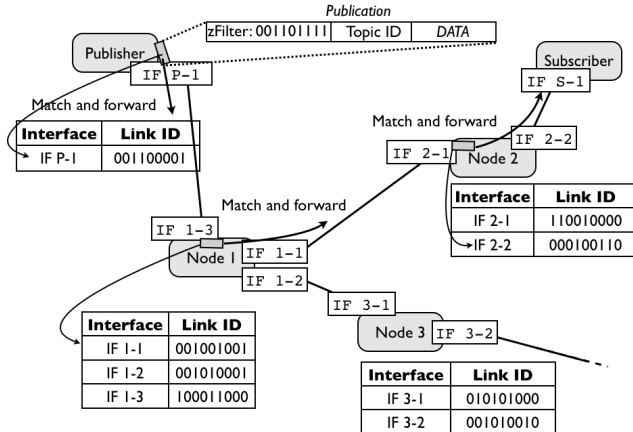 Publication
zFilter: 001101111 Topic ID DATA
Publisher
IF P-1
Match and forward
Interface Link ID
IF P-1 001100001
Subscriber
IF S-1
Match and forward
IF 2-2
IF 2-1
Node 2
Interface Link ID
IF 2-1 110010000
IF 2-2 000100110
Match and forward
IF 1-3
Node 1
IF 1-1
IF 1-2
Interface Link ID
IF 1-1 001001001
IF 1-2 001010001
IF 1-3 100011000
IF 3-1
Node 3
IF 3-2
Interface Link ID
IF 3-1 010101000
IF 3-2 001010010